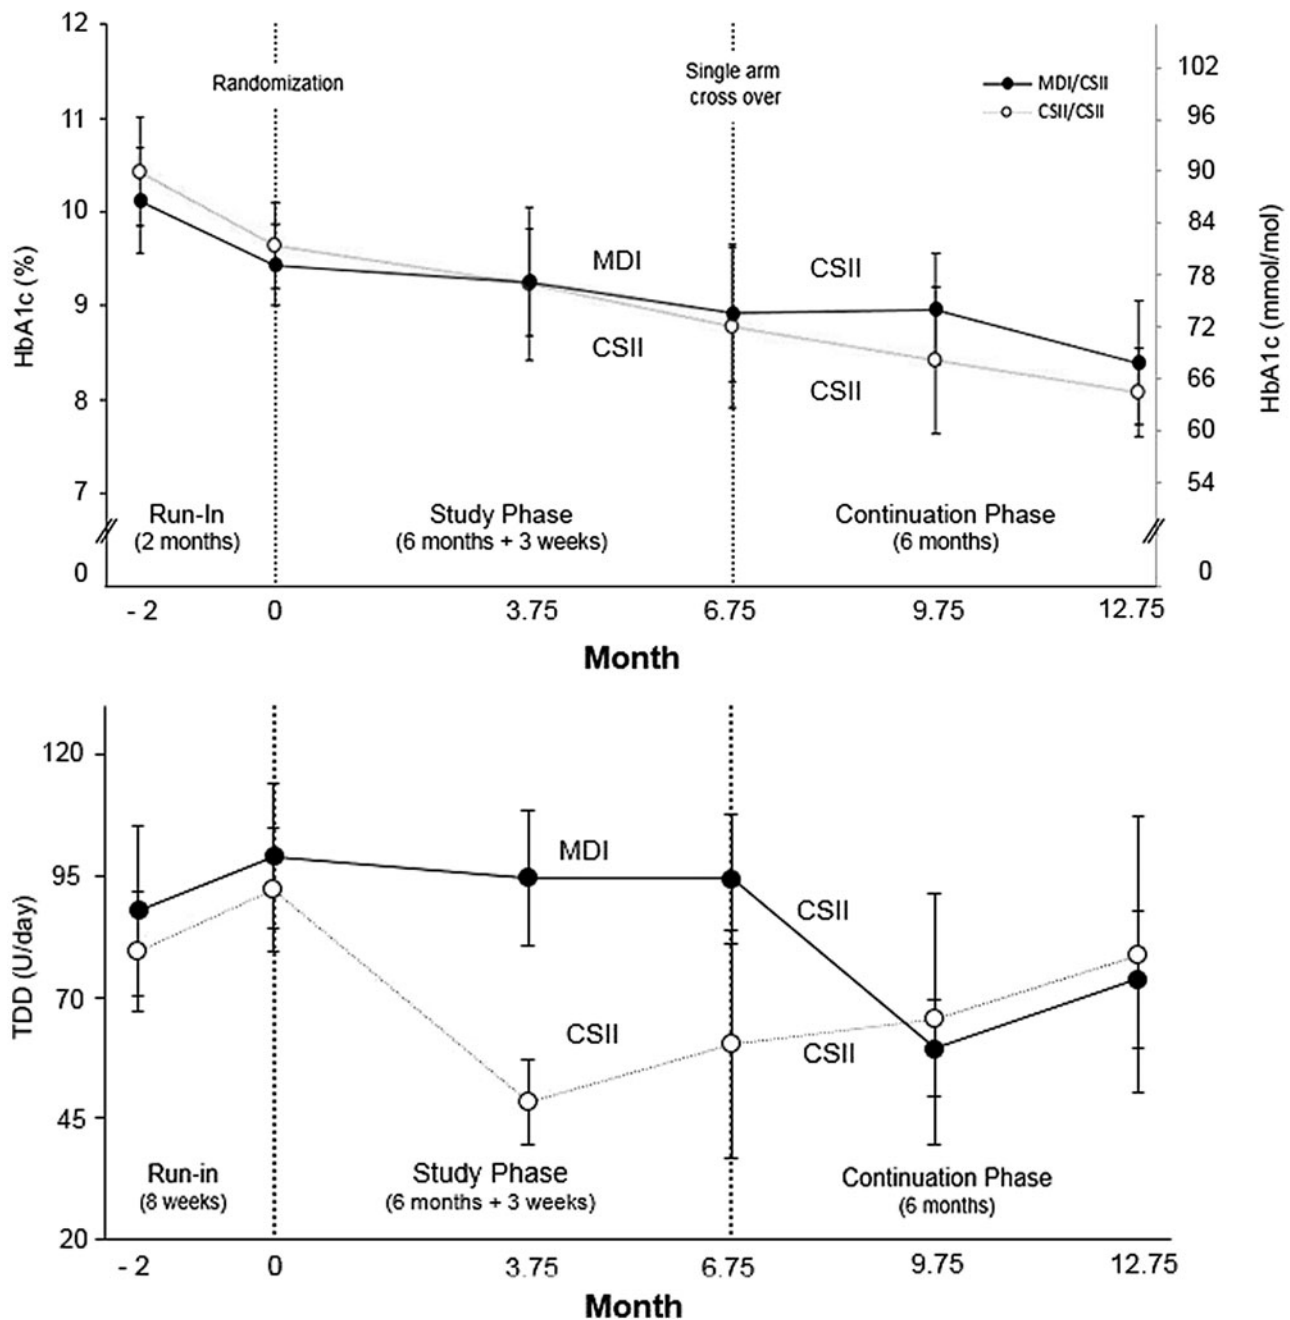 12
11
10
9
8
7
0
HbA1c (%)
Randomization
Single arm
cross over
MDI/CSII
CSII/CSII
102
96
90
84
78
72
66
60
54
0
HbA1c (mmol/mol)
MDI
CSII
CSII
CSII
Run-In
(2 months)
Study Phase
(6 months + 3 weeks)
Continuation Phase
(6 months)
- 2 0 3.75 6.75 9.75 12.75
Month
120
95
70
45
20
TDD (U/day)
MDI
CSII
CSII
CSII
Run-in
(8 weeks)
Study Phase
(6 months + 3 weeks)
Continuation Phase
(6 months)
- 2 0 3.75 6.75 9.75 12.75
Month